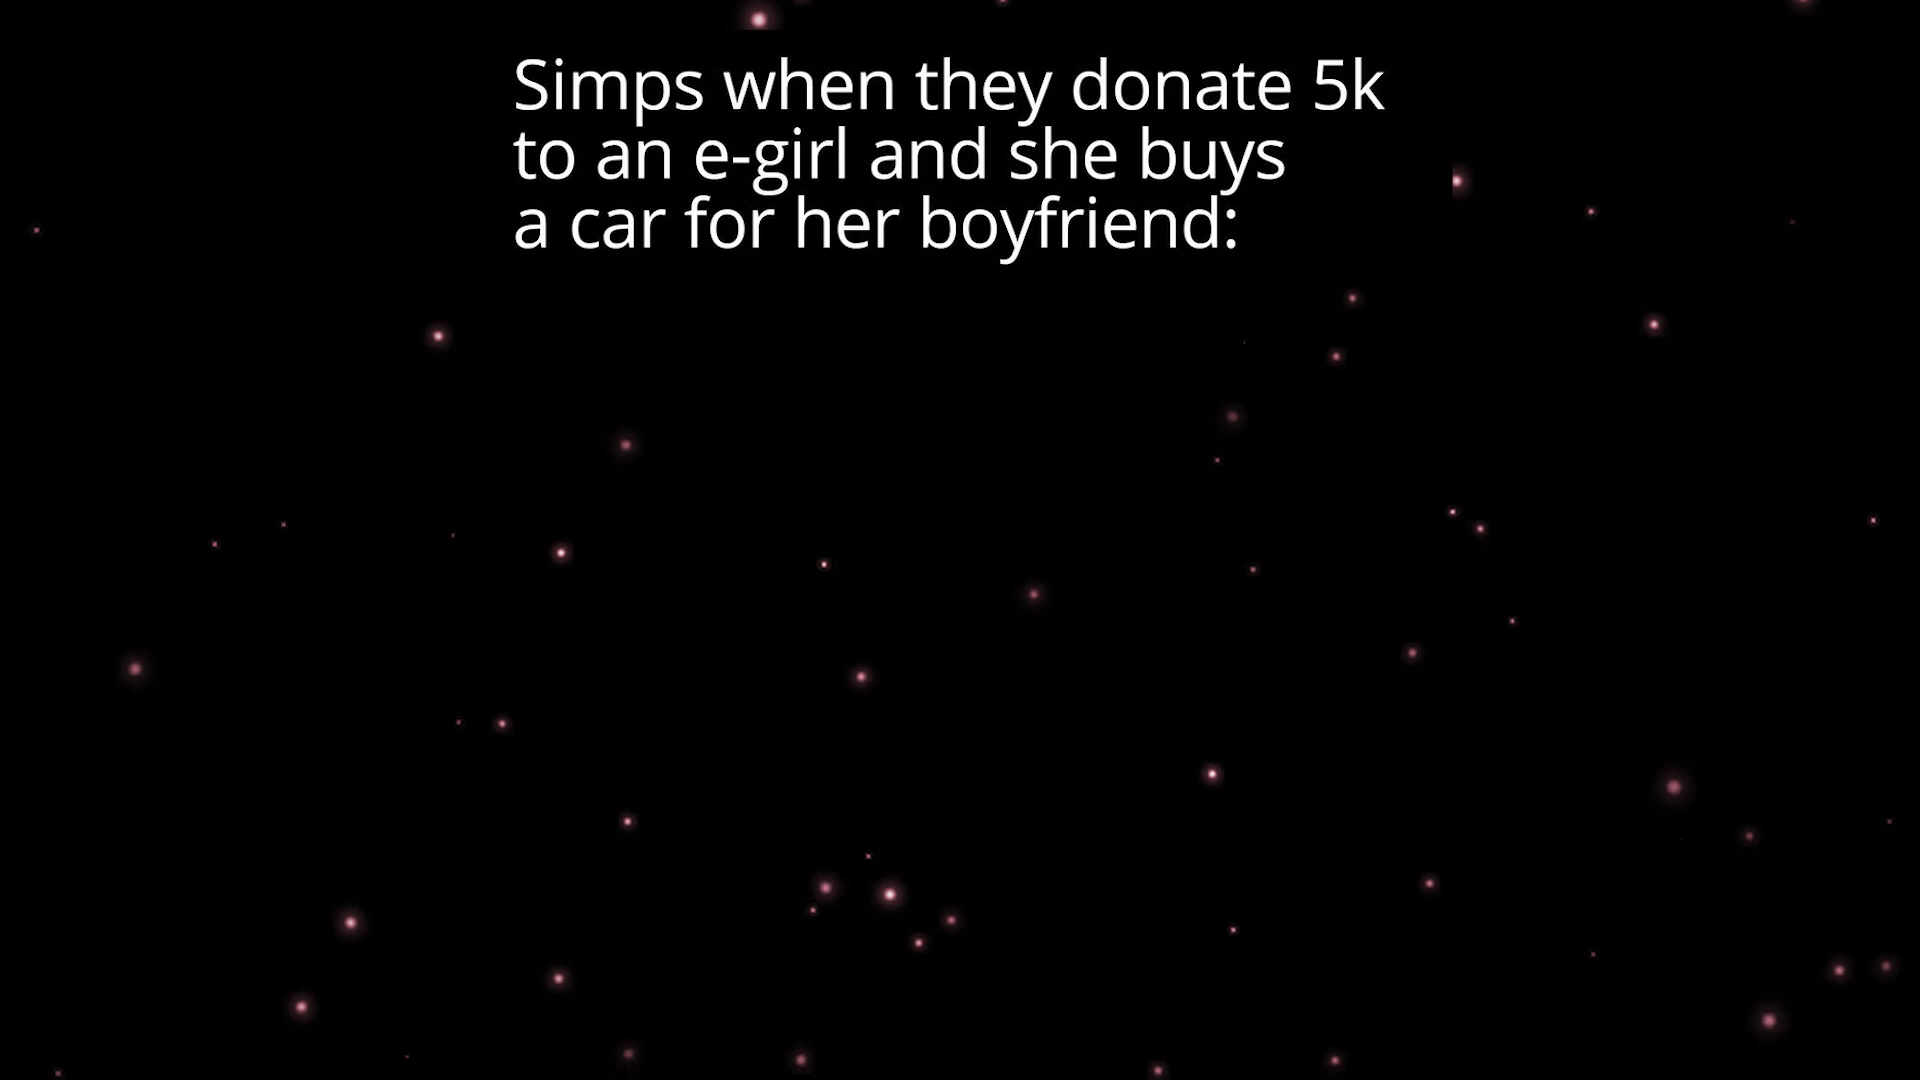 Simps when they donate 5k
to an e-girl and she buys
a car for her boyfriend: